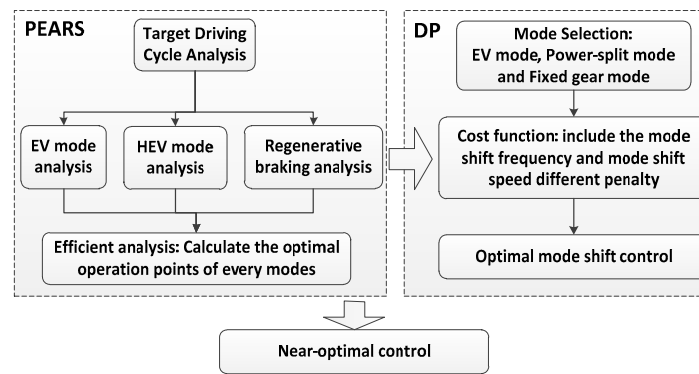 PEARS
Target Driving
Cycle Analysis
EV mode
analysis
HEV mode
analysis
Regenerative
braking analysis
Efficient analysis: Calculate the optimal
operation points of every modes
DP
Mode Selection:
EV mode, Power-split mode
and Fixed gear mode
Cost function: include the mode
shift frequency and mode shift
speed different penalty
Optimal mode shift control
Near-optimal control